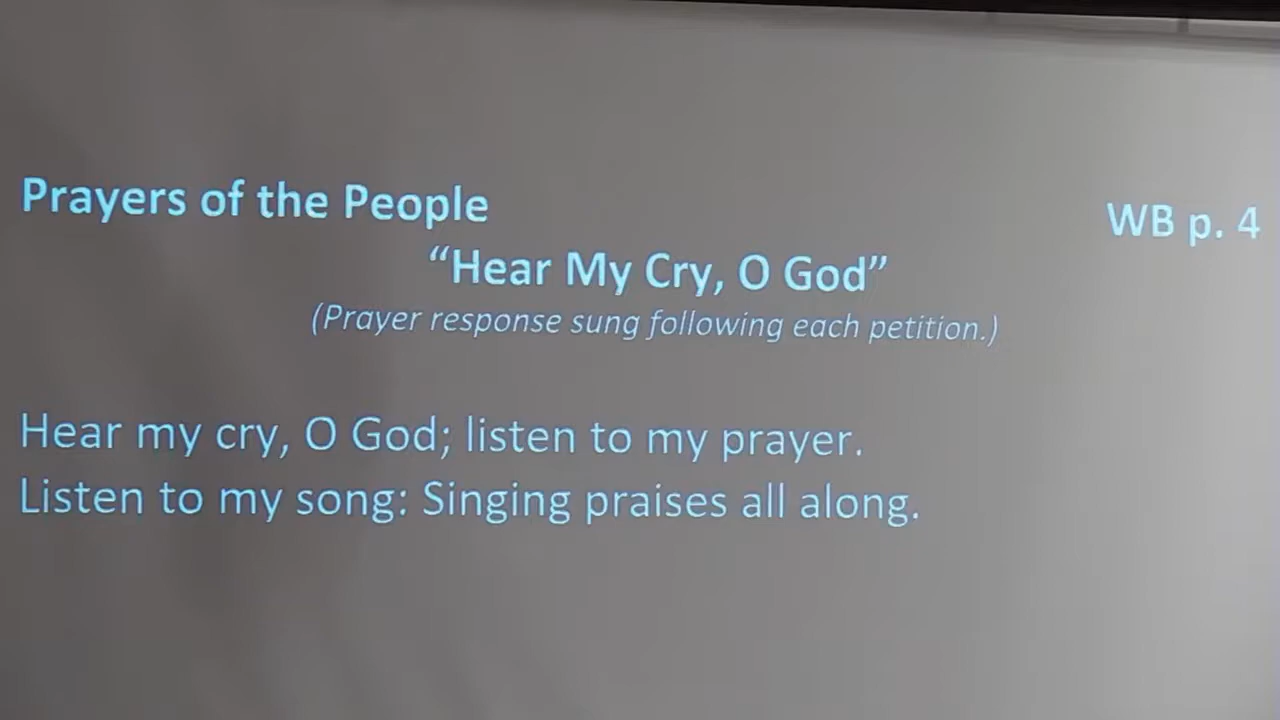 Prayers of the People WB p. 4
“Hear My Cry, O God”
(Prayer response sung following each petition.)
Hear my cry, O God; listen to my prayer.
Listen to my song: Singing praises all along.